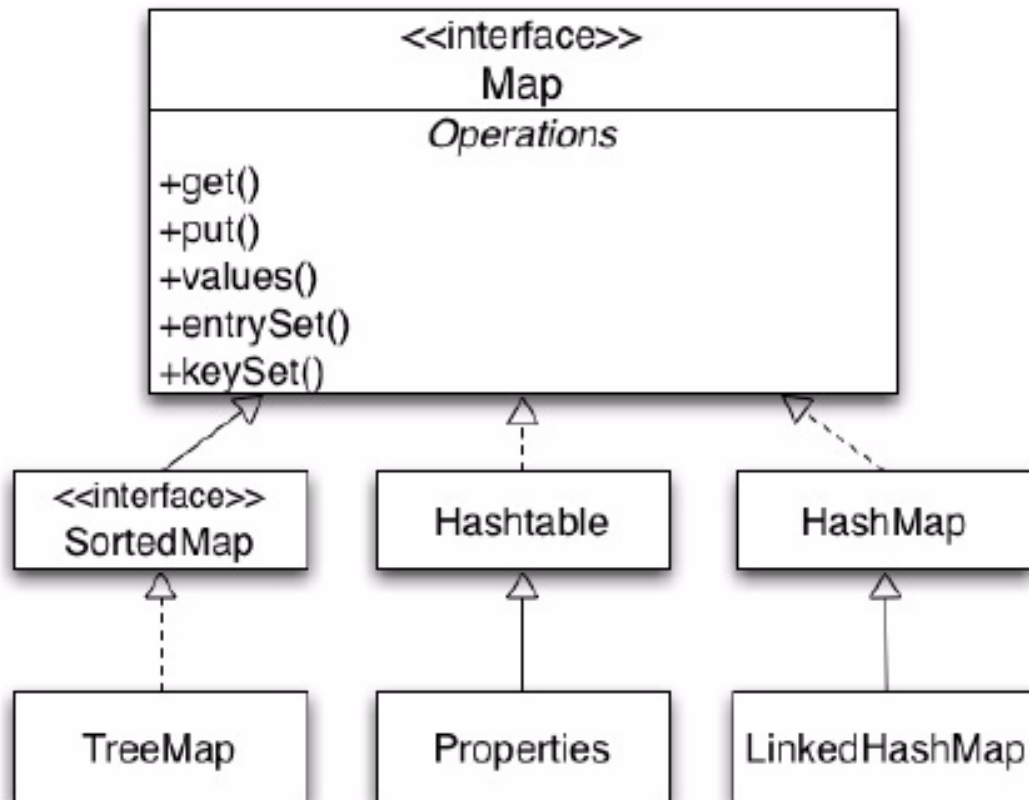 <<interface>>
Map
Operations
+get()
+put()
+values()
+entrySet()
+keySet()
<<interface>>
SortedMap
Hashtable
HashMap
TreeMap
Properties
LinkedHashMap